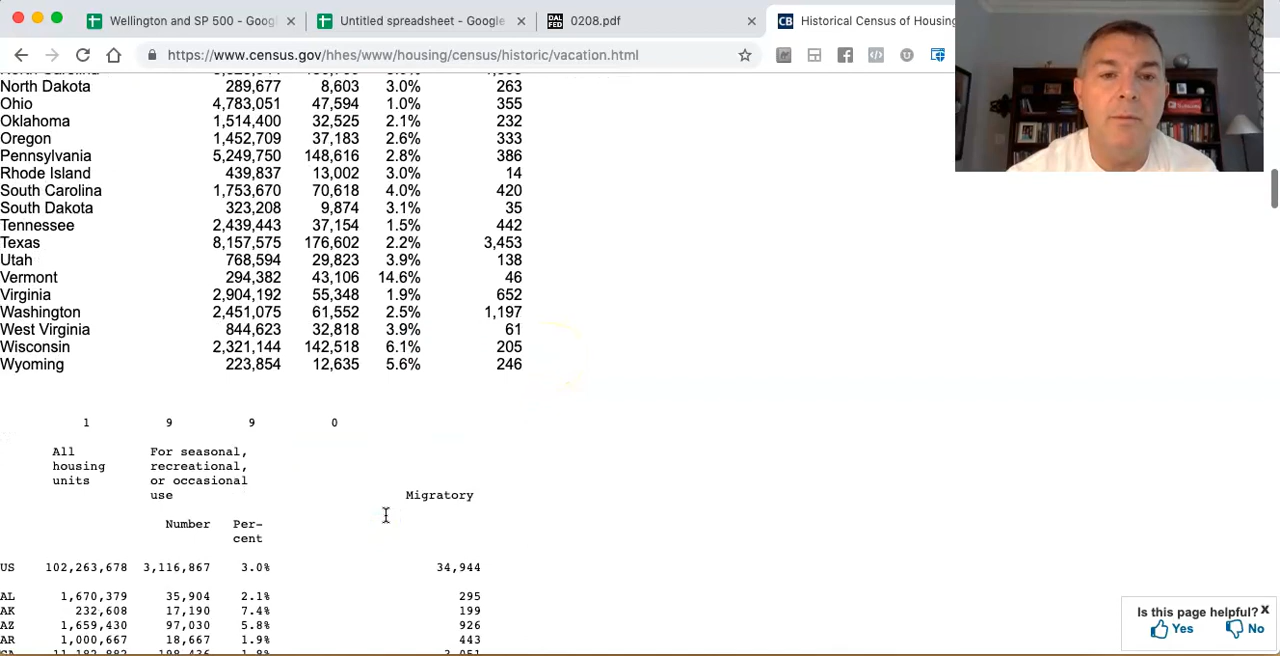 Wellington and SP 500 - Googl
Untitled spreadsheet - Google
DAL
FED
0208.pdf
CB
Historical Census of Housing
https://www.census.gov/hhes/www/housing/census/historic/vacation.html
North Dakota 289,677 8,603 3.0% 263
Ohio 4,783,051 47,594 1.0% 355
Oklahoma 1,514,400 32,525 2.1% 232
Oregon 1,452,709 37,183 2.6% 333
Pennsylvania 5,249,750 148,616 2.8% 386
Rhode Island 439,837 13,002 3.0% 14
South Carolina 1,753,670 70,618 4.0% 420
South Dakota 323,208 9,874 3.1% 35
Tennessee 2,439,443 37,154 1.5% 442
Texas 8,157,575 176,602 2.2% 3,453
Utah 768,594 29,823 3.9% 138
Vermont 294,382 43,106 14.6% 46
Virginia 2,904,192 55,348 1.9% 652
Washington 2,451,075 61,552 2.5% 1,197
West Virginia 844,623 32,818 3.9% 61
Wisconsin 2,321,144 142,518 6.1% 205
Wyoming 223,854 12,635 5.6% 246
1 9 9 0
All For seasonal,
housing recreational,
units or occasional
use Migratory
Number Per-
cent
US 102,263,678 3,116,867 3.0% 34,944
AL 1,670,379 35,904 2.1% 295
AK 232,608 17,190 7.4% 199
AZ 1,659,430 97,030 5.8% 926
AR 1,000,667 18,667 1.9% 443
Is this page helpful? X
Yes No